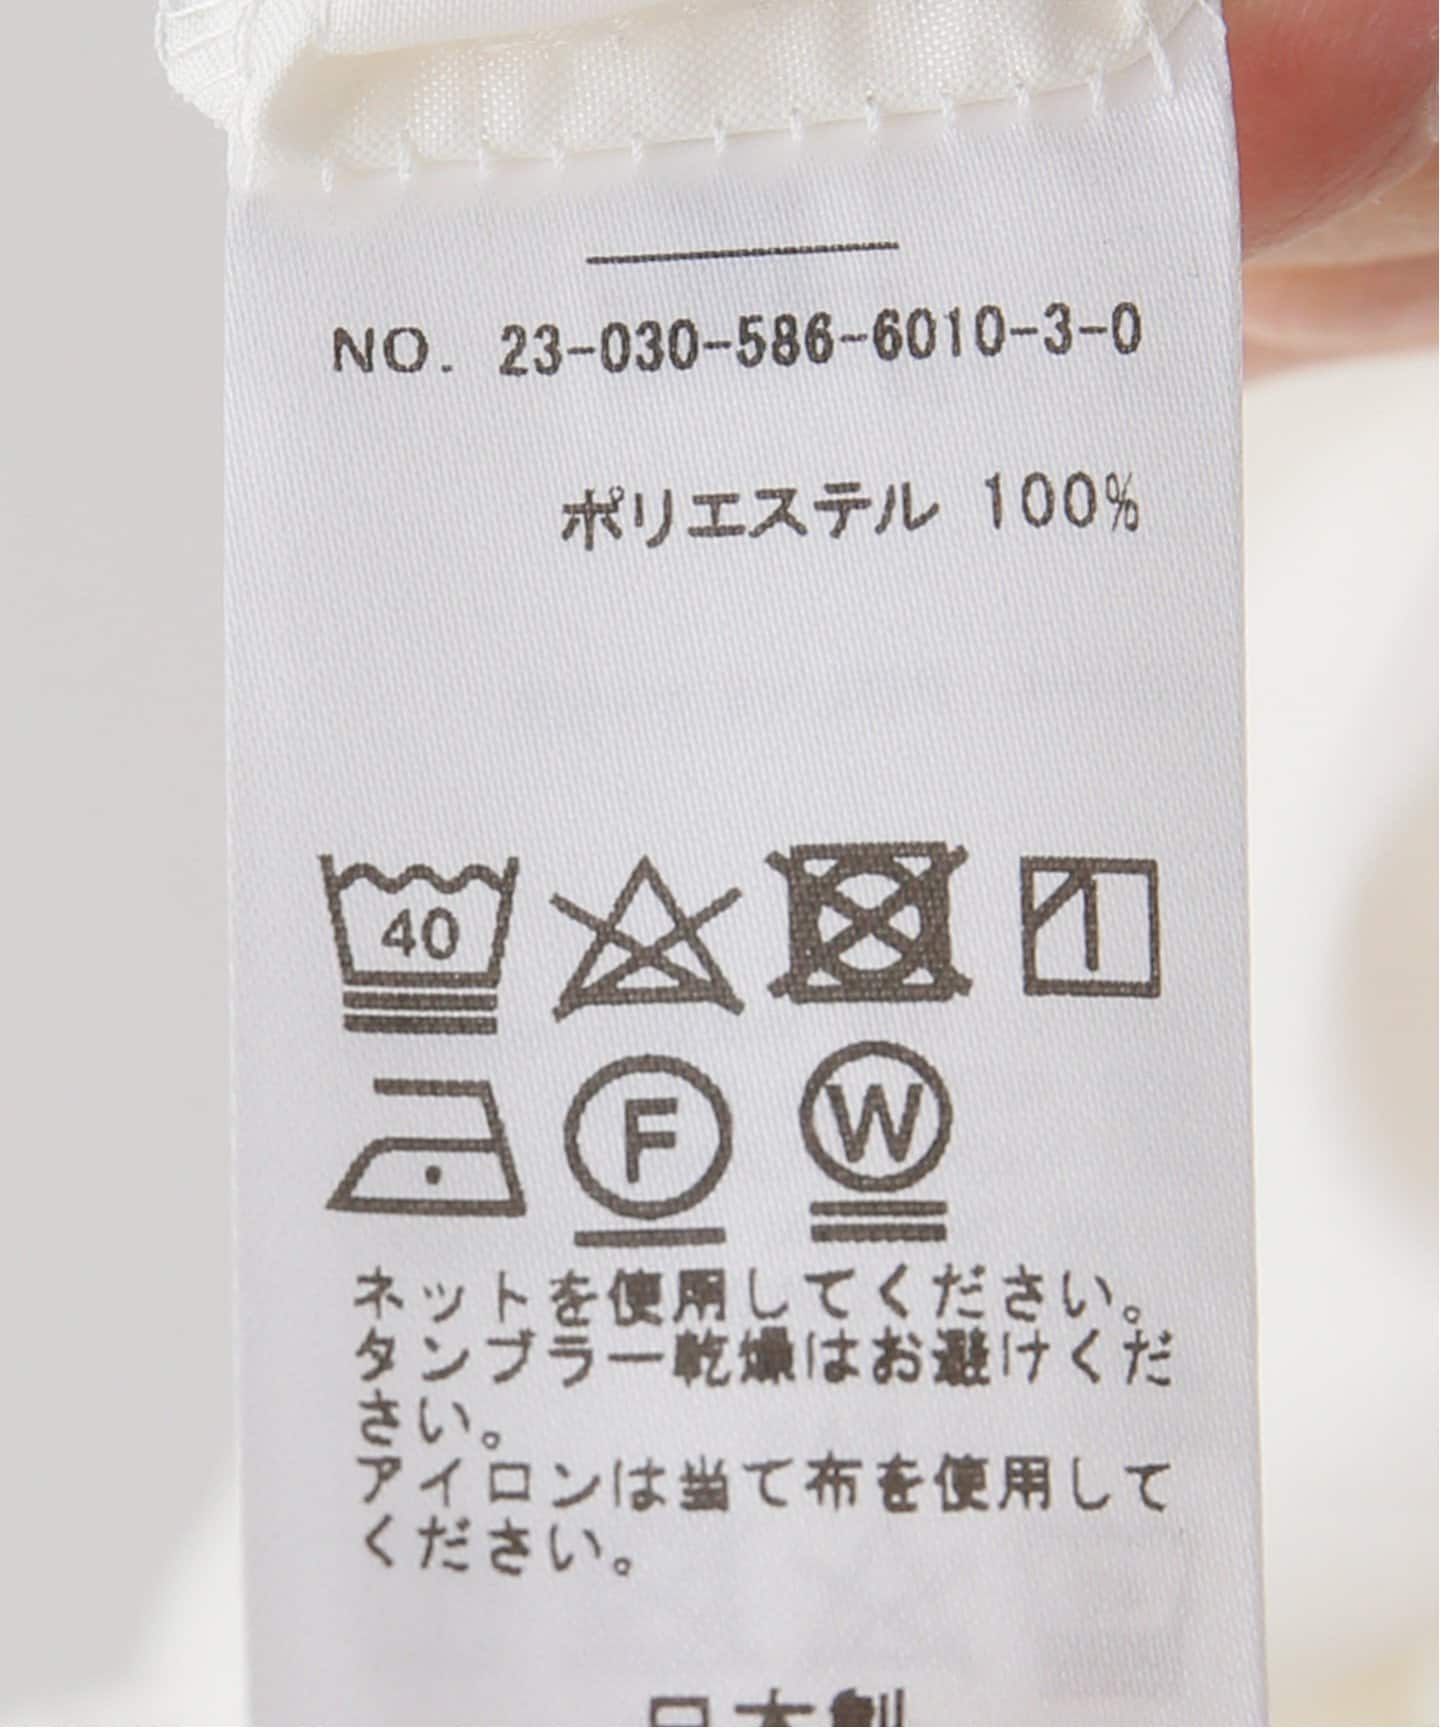 NO. 23-030-586-6010-3-0
ポリエステル 100%
40
F
W
ネットを使用してください。
タンブラー乾燥はお避けくだ
さい。
アイロンは当て布を使用して
ください。
日本製